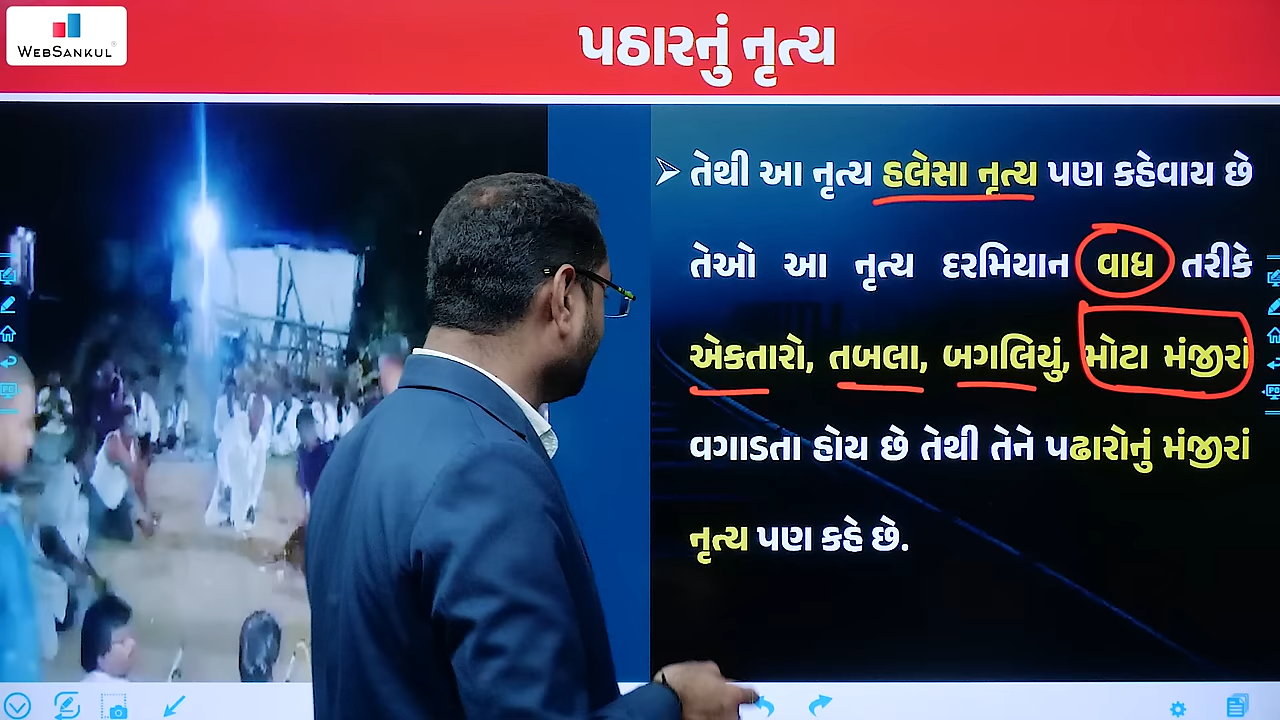 WEBSANKUL
પઠારનું નૃત્ય
તેથી આ નૃત્ય હલેસા નૃત્ય પણ કહેવાય છે
તેઓ આ નૃત્ય દરમિયાન વાધ તરીકે
એકતારો, તબલા, બગલિયું, મોટા મંજીરાં
વગાડતા હોય છે તેથી તેને પઢારોનું મંજીરાં
નૃત્ય પણ કહે છે.